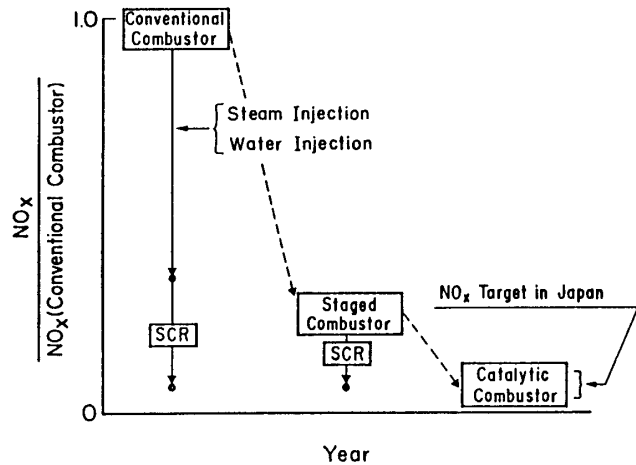 1.0
Conventional
Combustor
Steam Injection
Water Injection
NOx
NOx(Conventional Combustor)
SCR
Staged
Combustor
SCR
NOx Target in Japan
Catalytic
Combustor
0
Year